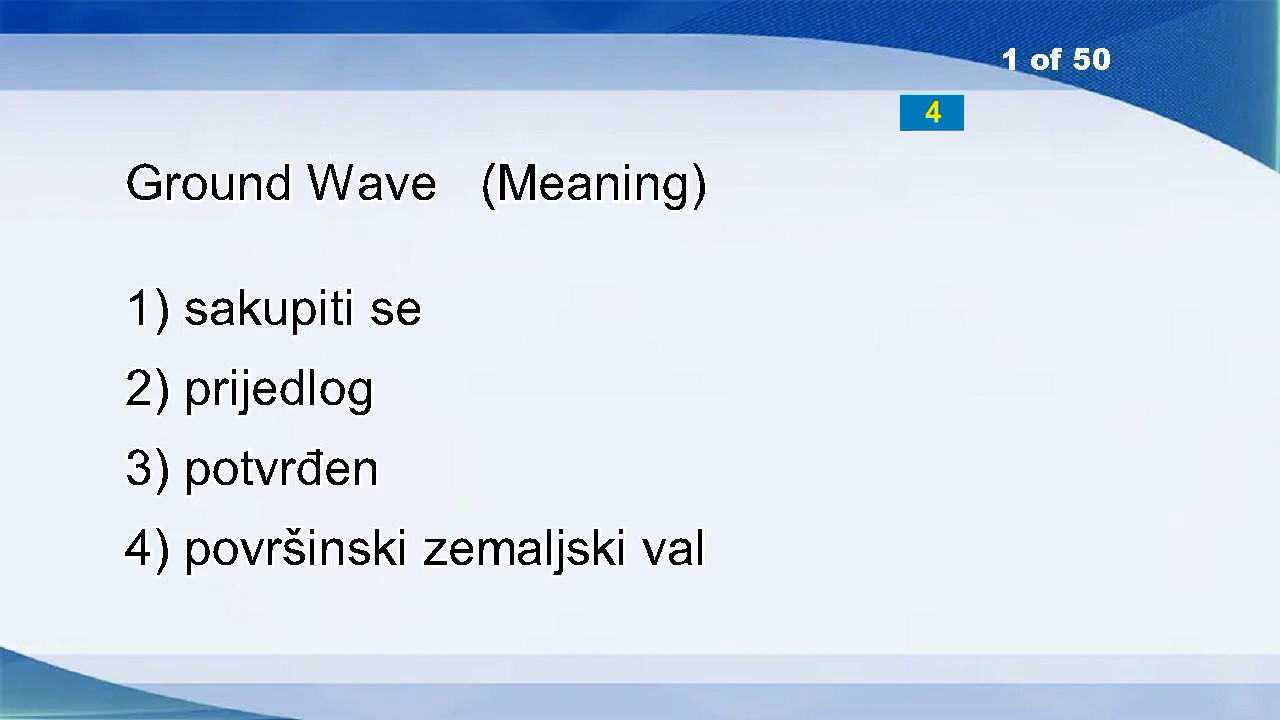 1 of 50
4
Ground Wave (Meaning)
1) sakupiti se
2) prijedlog
3) potvrđen
4) površinski zemaljski val